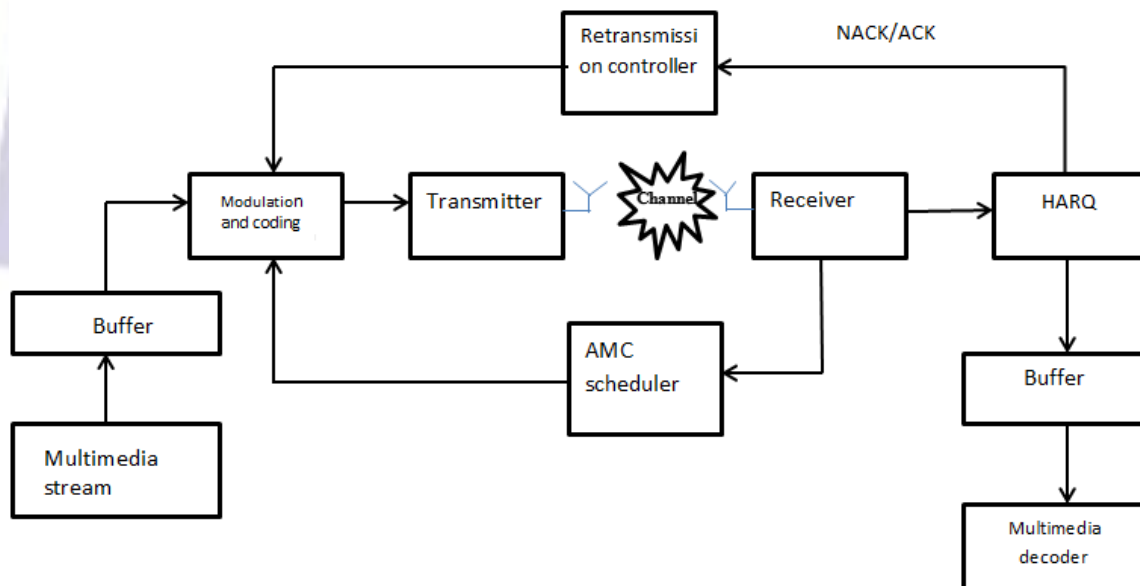 Retransmissi
on controller
NACK/ACK
Modulation
and coding
Transmitter
Channel
Receiver
HARQ
Buffer
AMC
scheduler
Buffer
Multimedia
stream
Multimedia
decoder